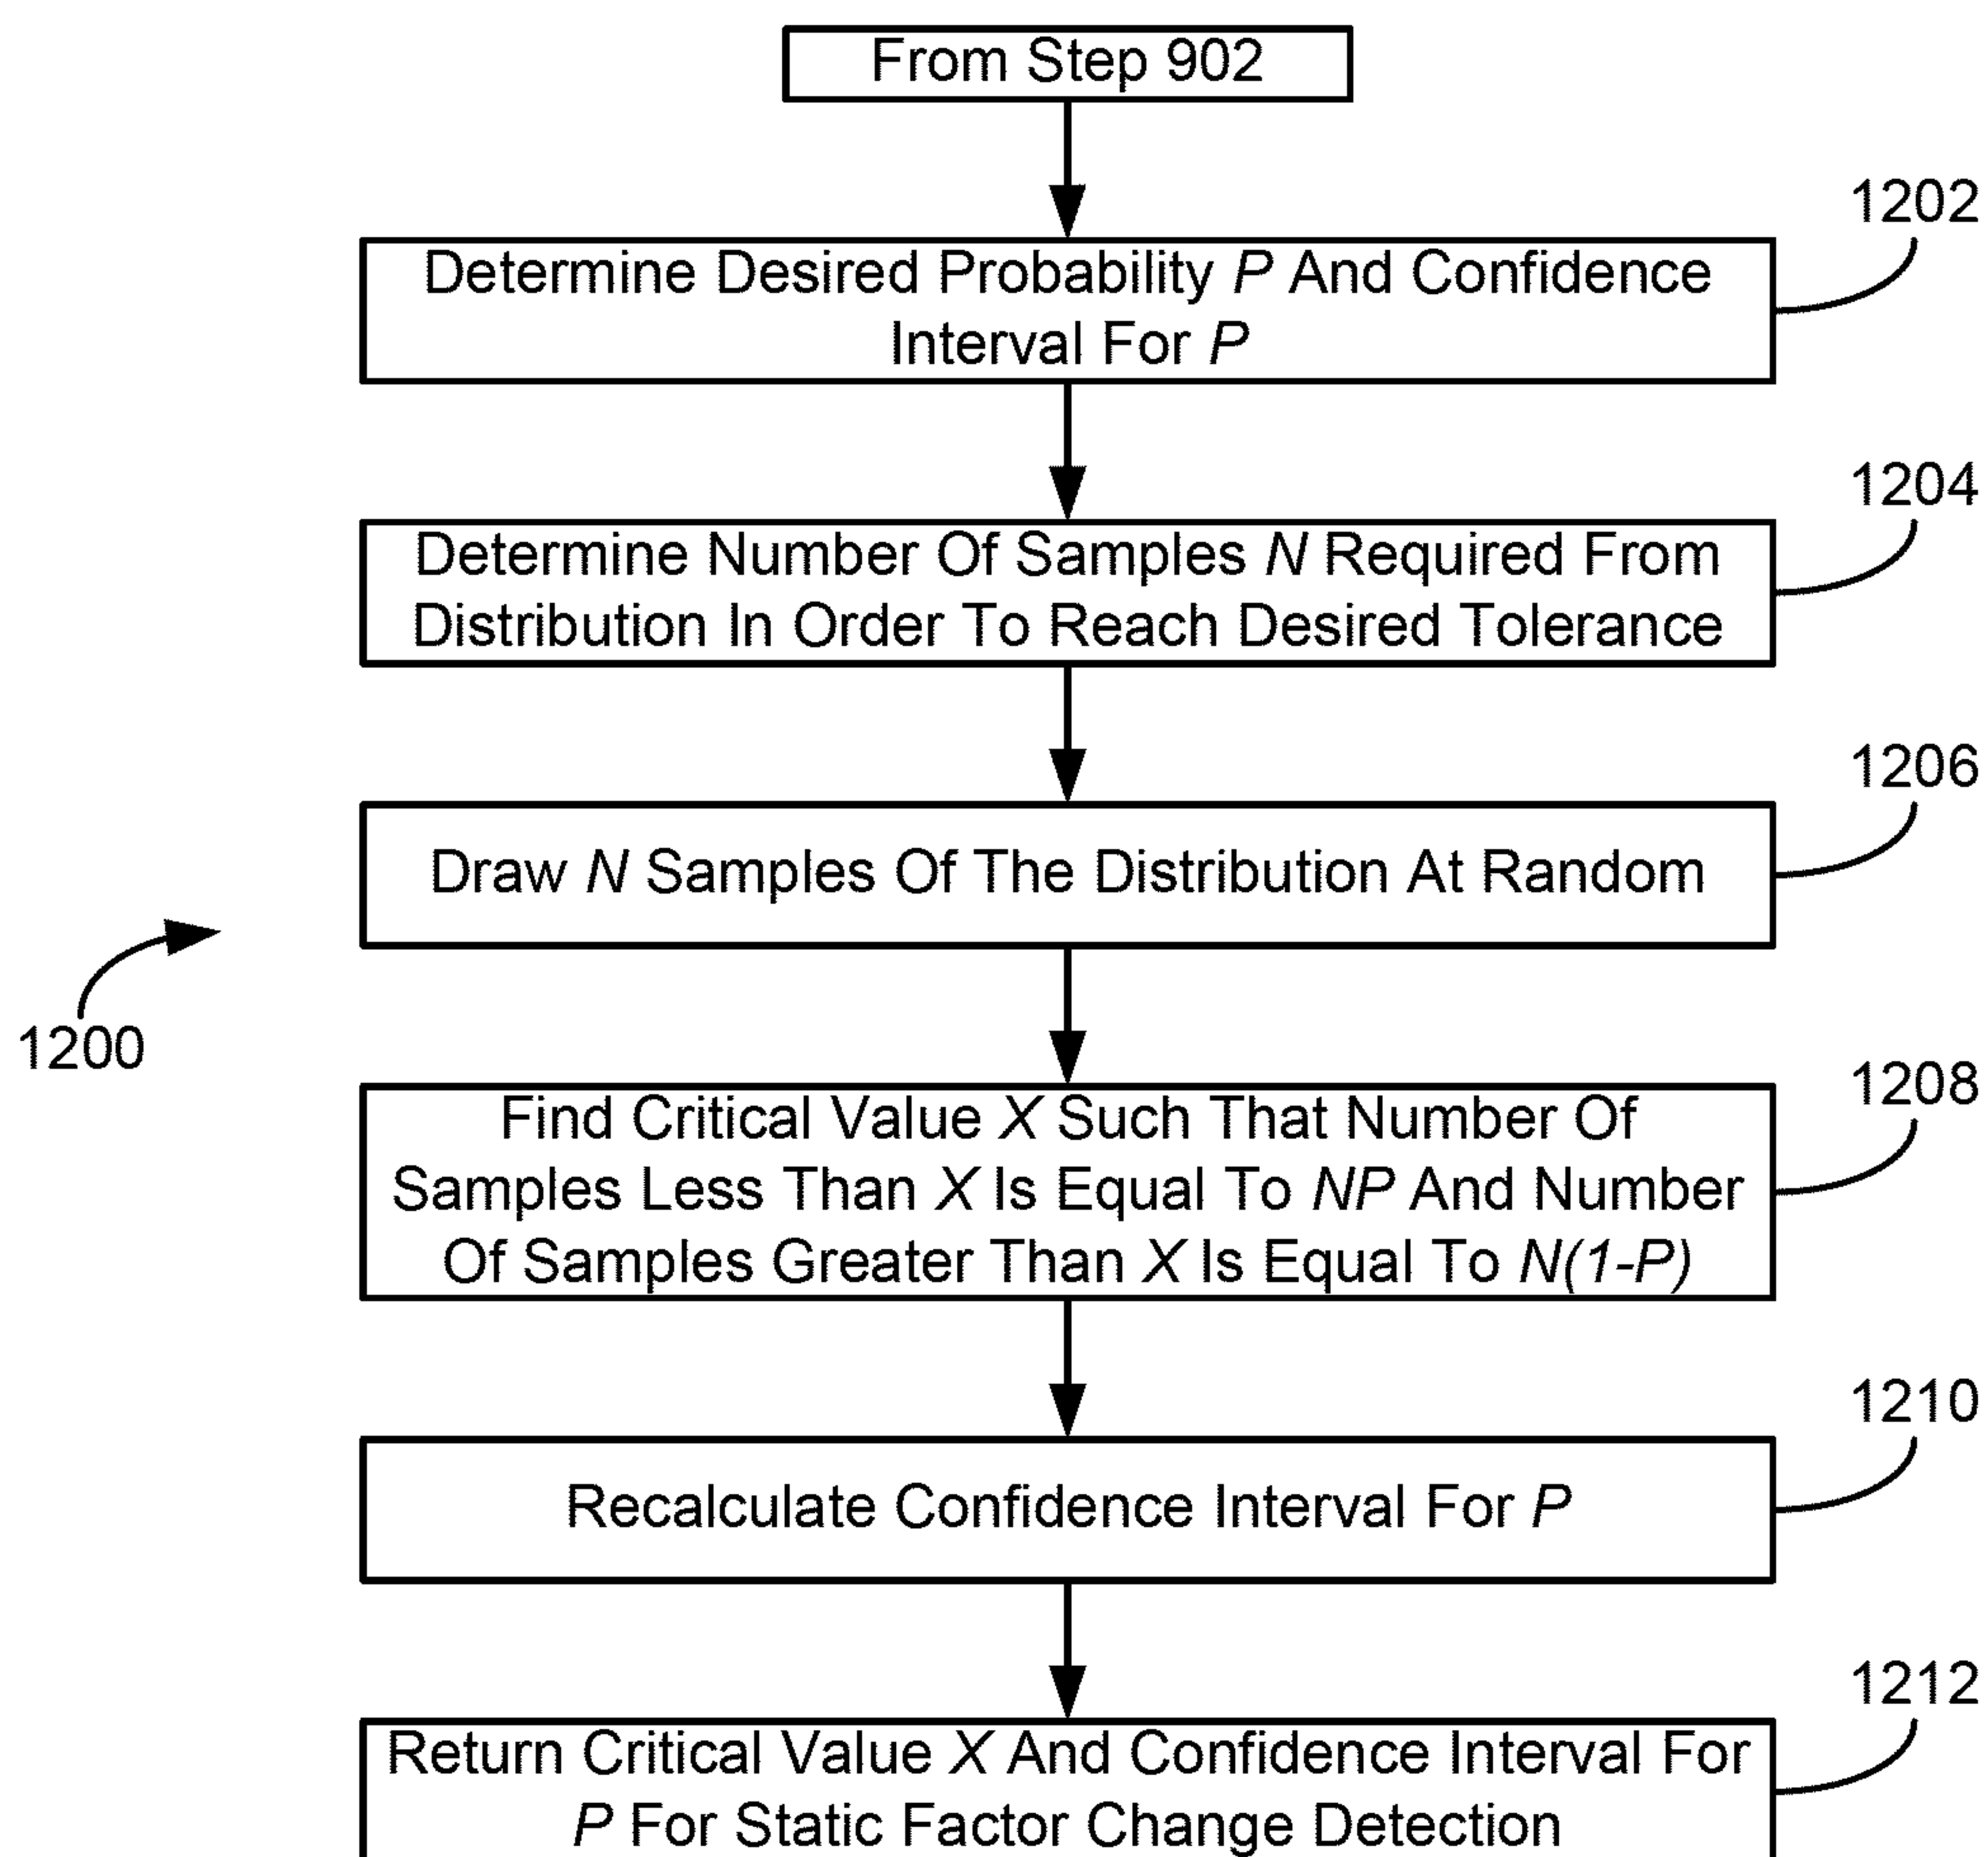 From Step 902
1202
Determine Desired Probability P And Confidence
Interval For P
1204
Determine Number Of Samples N Required From
Distribution In Order To Reach Desired Tolerance
1206
Draw N Samples Of The Distribution At Random
1200
1208
Find Critical Value X Such That Number Of
Samples Less Than X Is Equal To NP And Number
Of Samples Greater Than X Is Equal To N(1-P)
1210
Recalculate Confidence Interval For P
1212
Return Critical Value X And Confidence Interval For
P For Static Factor Change Detection